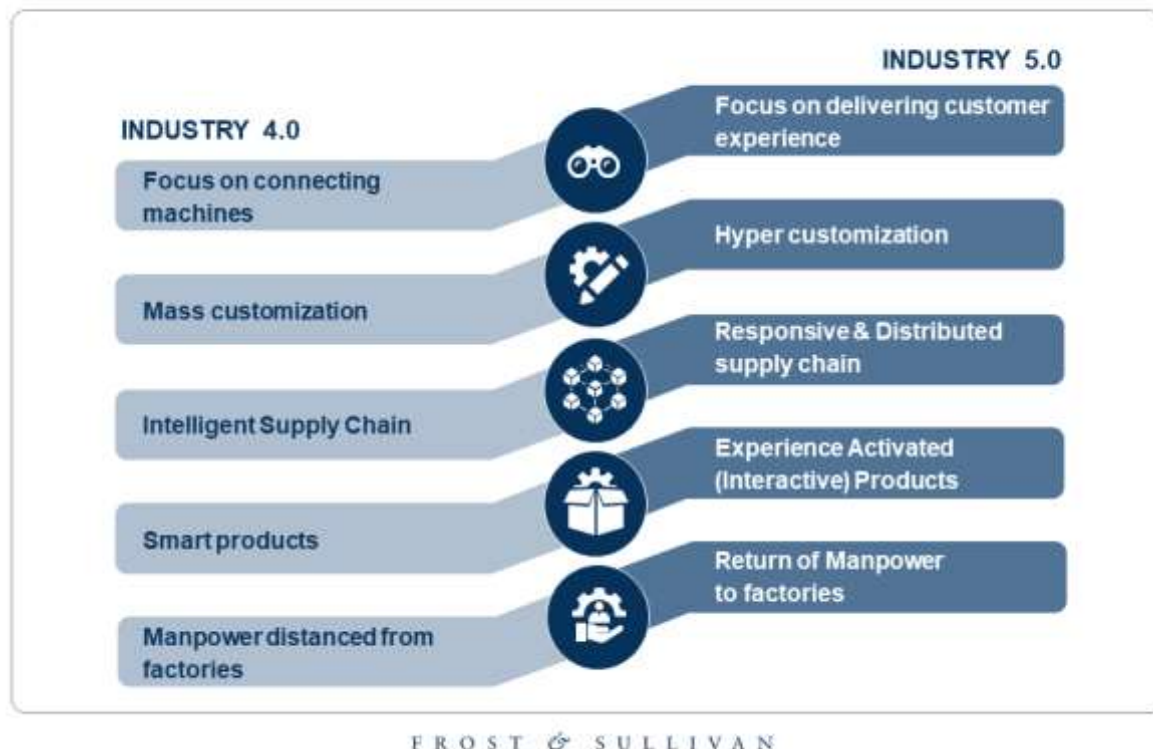 INDUSTRY 5.0
INDUSTRY 4.0
Focus on delivering customer
experience
Focus on connecting
machines
Hyper customization
Mass customization
Responsive & Distributed
supply chain
Intelligent Supply Chain
Experience Activated
(Interactive) Products
Smart products
Return of Manpower
to factories
Manpower distanced from
factories
FROST & SULLIVAN